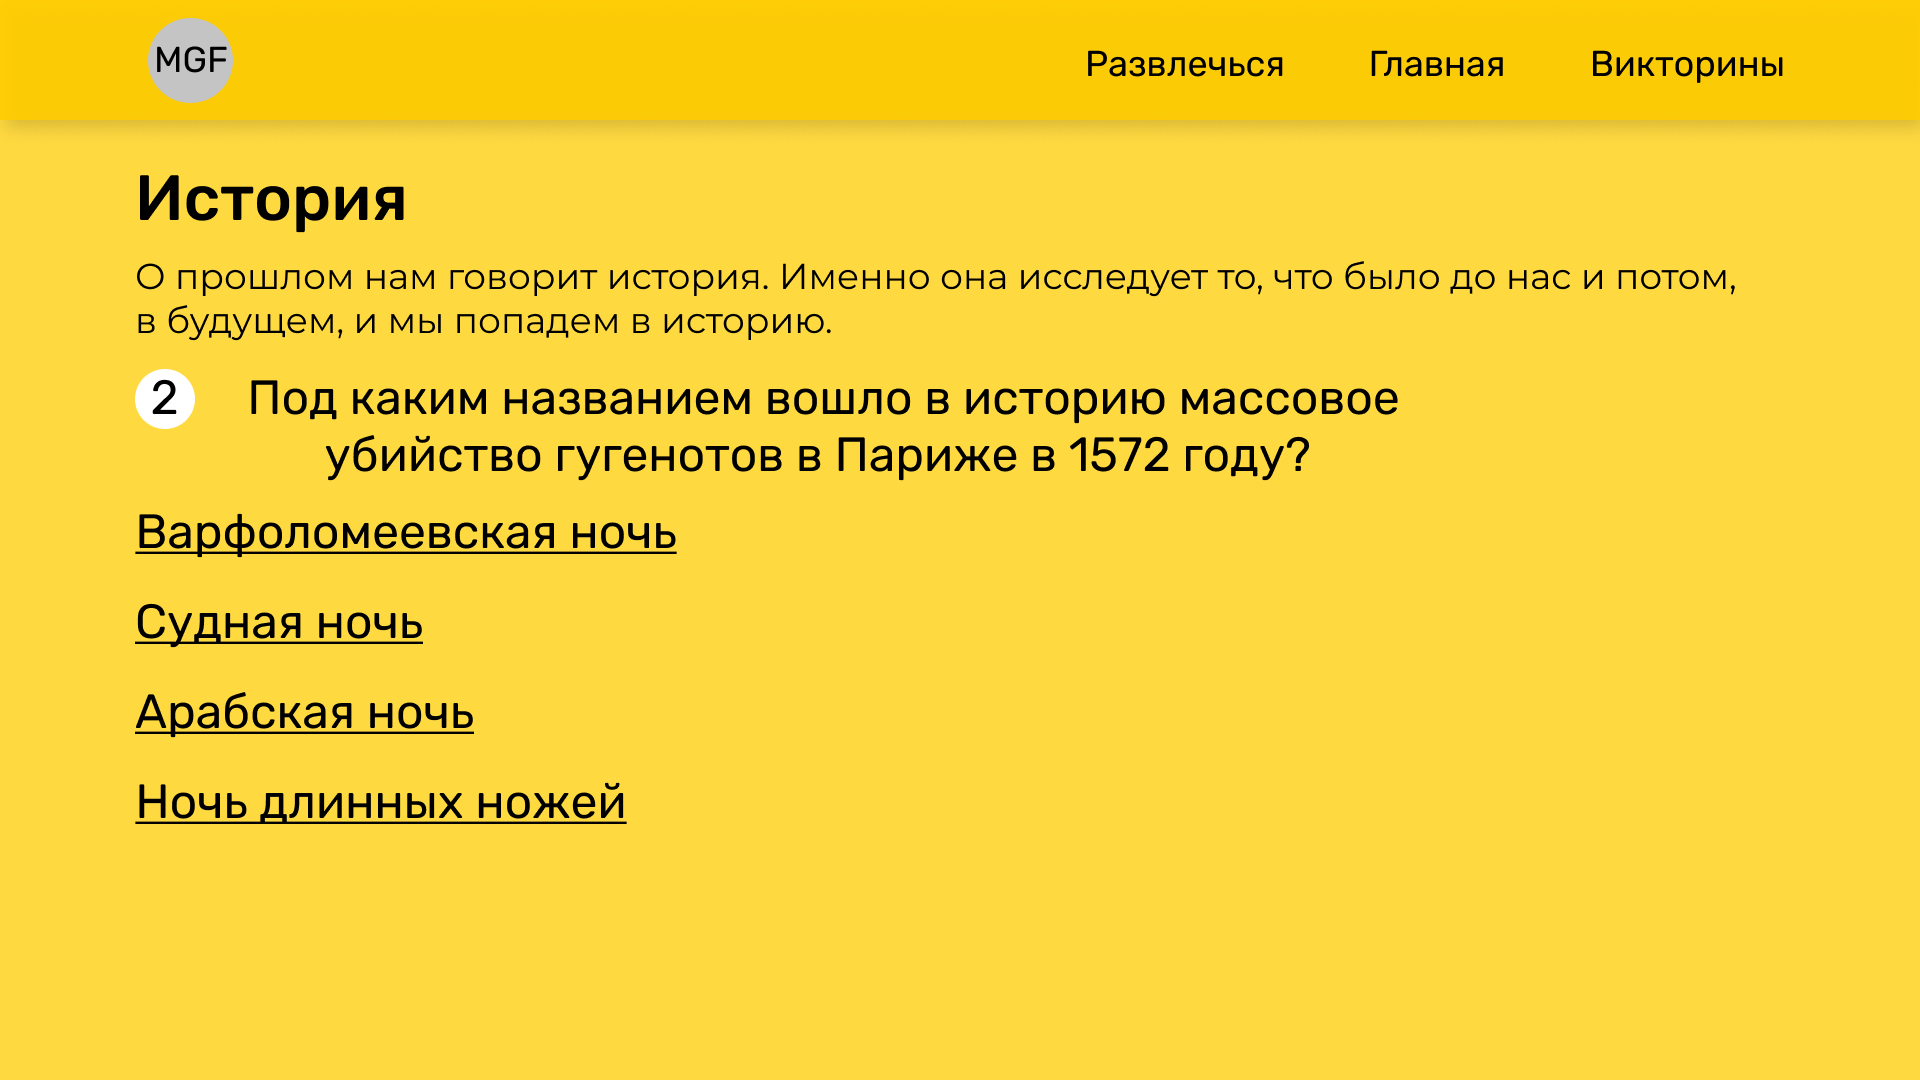 MGF
Развлечься Главная Викторины
История
О прошлом нам говорит история. Именно она исследует то, что было до нас и потом,
в будущем, и мы попадем в историю.
2 Под каким названием вошло в историю массовое
убийство гугенотов в Париже в 1572 году?
Варфоломеевская ночь
Судная ночь
Арабская ночь
Ночь длинных ножей